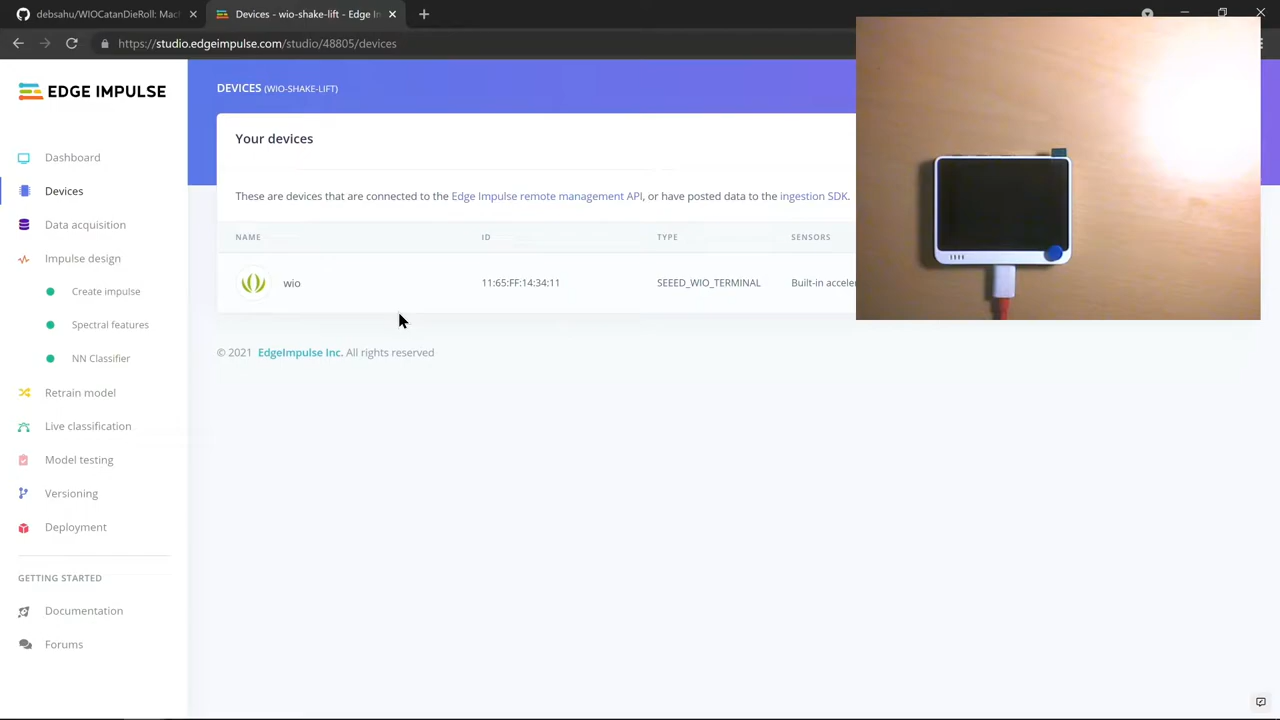 debsahu/WIOCatanDieRoll: Macl
Devices - wio-shake-lift - Edge In
https://studio.edgeimpulse.com/studio/48805/devices
EDGE IMPULSE
Dashboard
Devices
Data acquisition
Impulse design
Create impulse
Spectral features
NN Classifier
Retrain model
Live classification
Model testing
Versioning
Deployment
GETTING STARTED
Documentation
Forums
DEVICES (WIO-SHAKE-LIFT)
Your devices
These are devices that are connected to the Edge Impulse remote management API, or have posted data to the ingestion SDK.
NAME ID TYPE SENSORS
wio 11:65:FF:14:34:11 SEEED_WIO_TERMINAL Built-in acceler
© 2021 EdgeImpulse Inc. All rights reserved